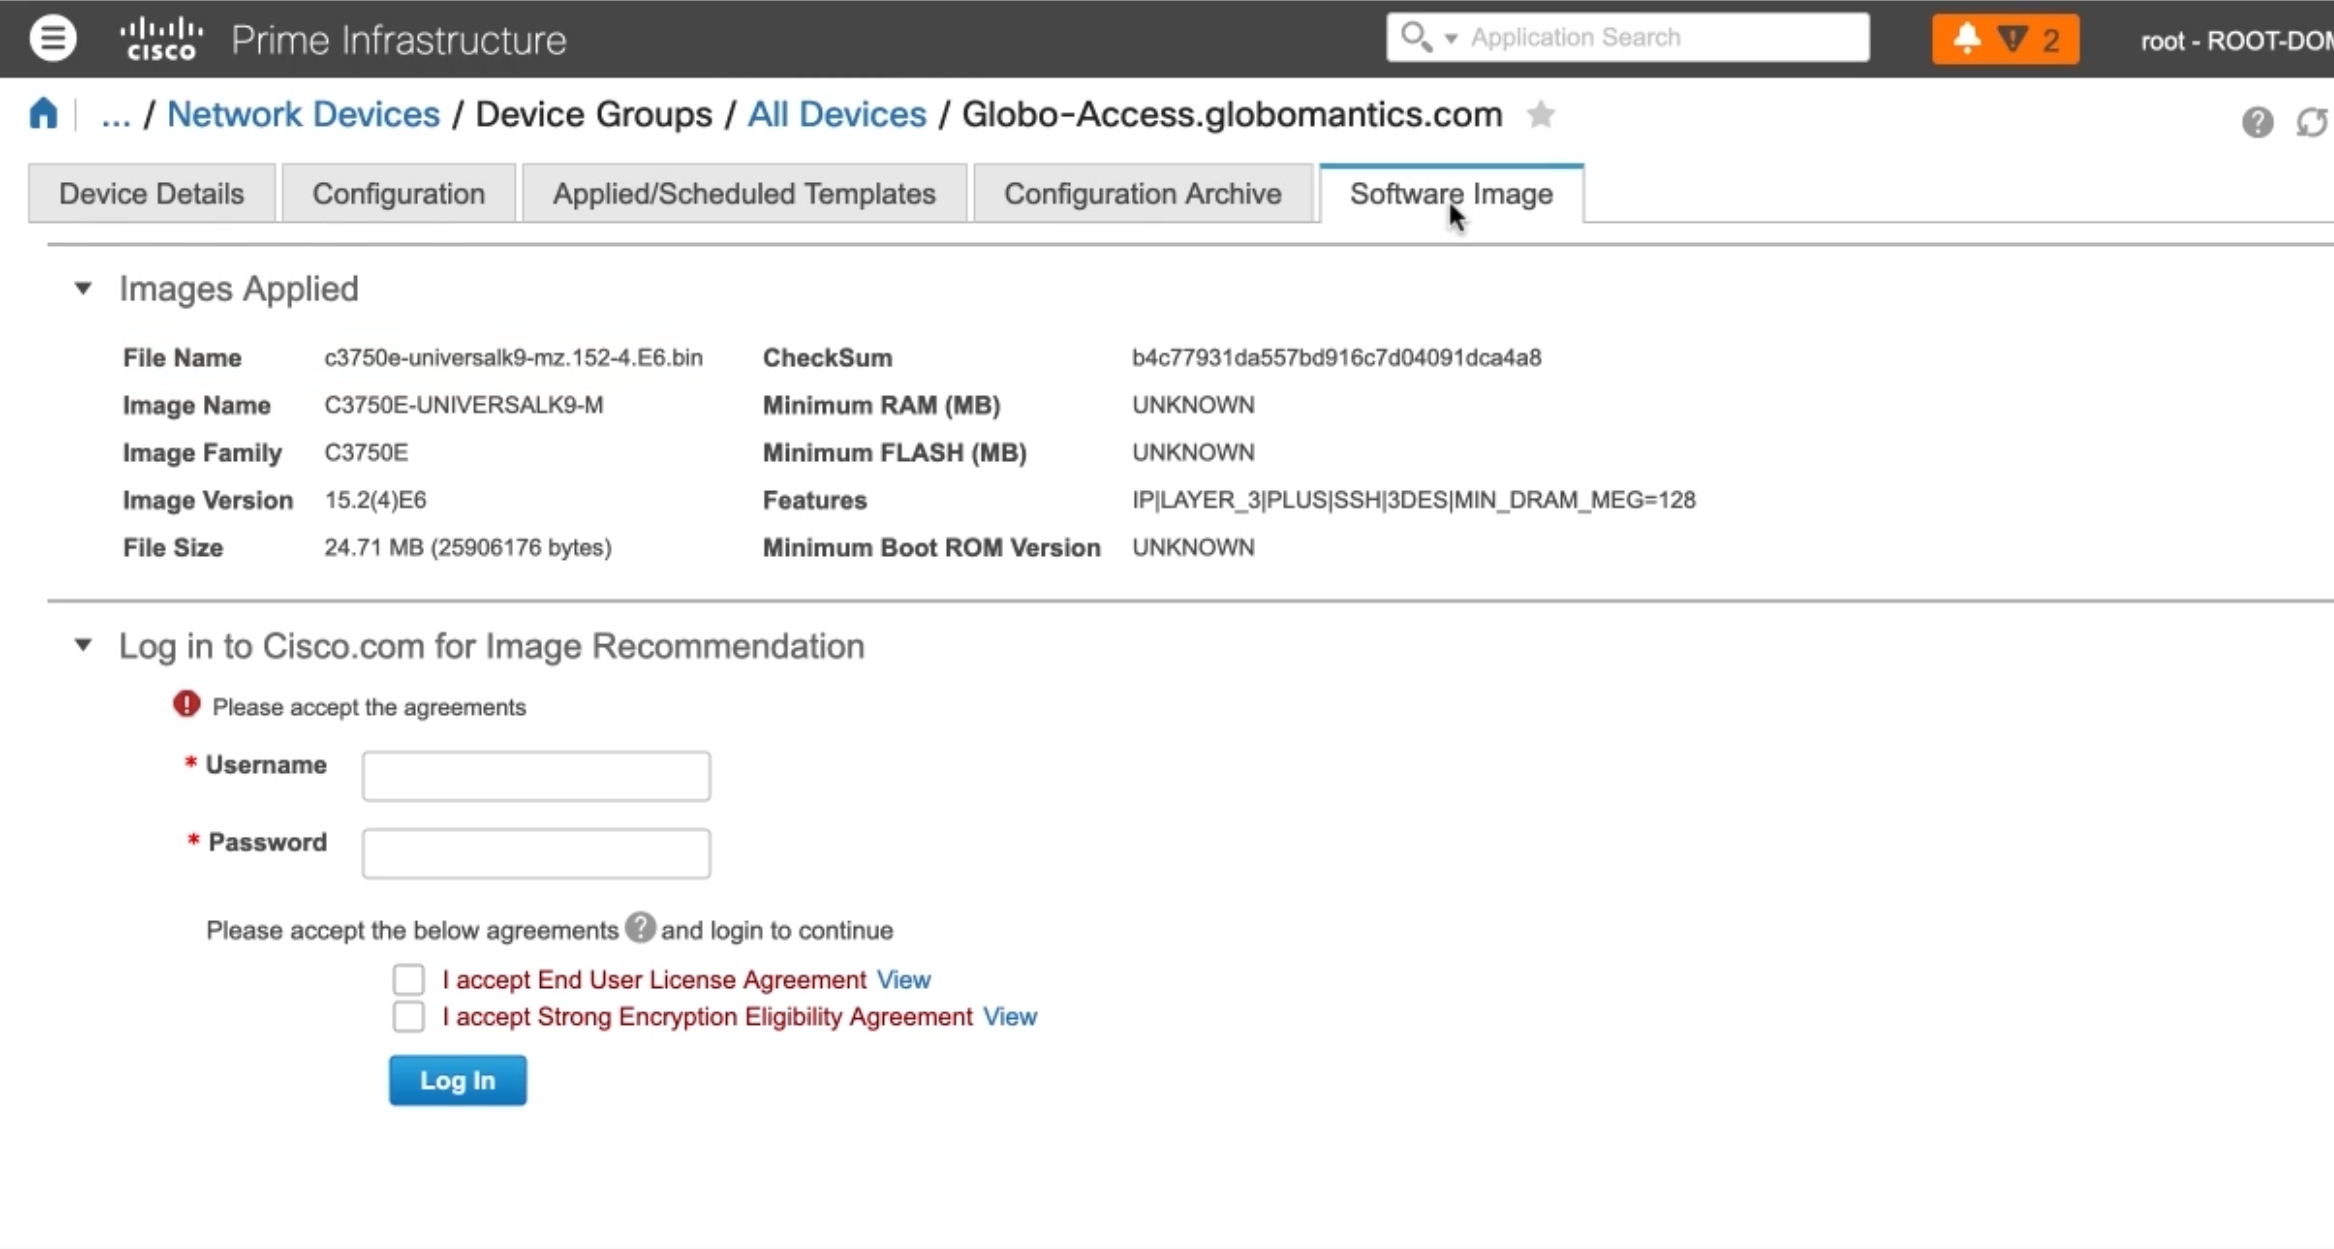 cisco Prime Infrastructure Application Search 2 root - ROOT-DOM
... / Network Devices / Device Groups / All Devices / Globo-Access.globomantics.com
Device Details Configuration Applied/Scheduled Templates Configuration Archive Software Image
Images Applied
File Name c3750e-universalk9-mz.152-4.E6.bin CheckSum b4c77931da557bd916c7d04091dca4a8
Image Name C3750E-UNIVERSALK9-M Minimum RAM (MB) UNKNOWN
Image Family C3750E Minimum FLASH (MB) UNKNOWN
Image Version 15.2(4)E6 Features IP|LAYER_3|PLUS|SSH|3DES|MIN_DRAM_MEG=128
File Size 24.71 MB (25906176 bytes) Minimum Boot ROM Version UNKNOWN
Log in to Cisco.com for Image Recommendation
Please accept the agreements
* Username
* Password
Please accept the below agreements ? and login to continue
I accept End User License Agreement View
I accept Strong Encryption Eligibility Agreement View
Log In